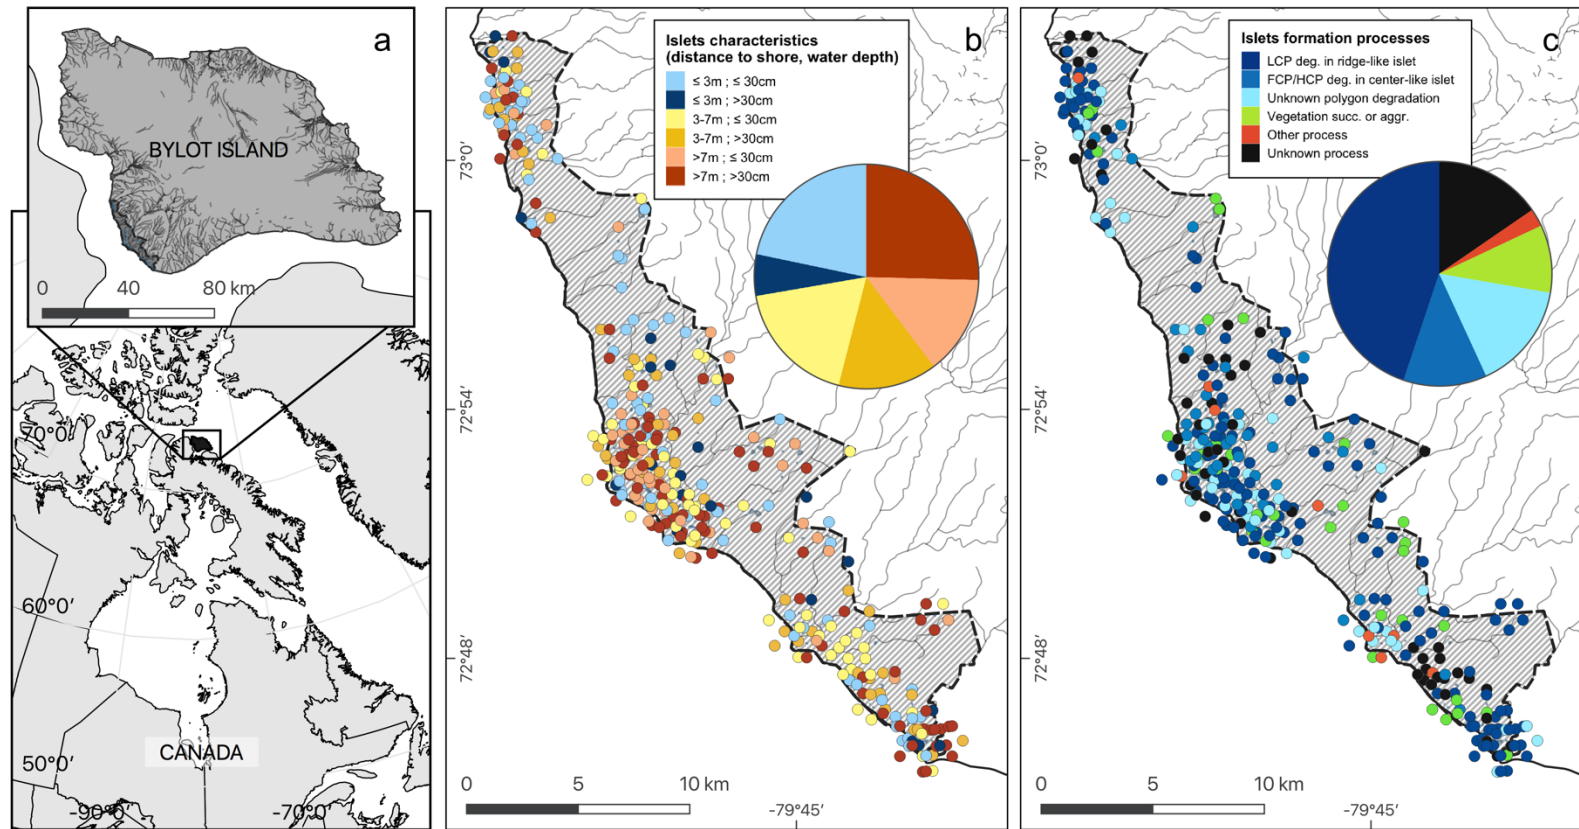 a
BYLOT ISLAND
0 40 80 km
70°0'
60°0'
50°0'
CANADA
-90°0'
-70°0'
b
Islets characteristics
(distance to shore, water depth)
≤ 3m ; ≤ 30cm
≤ 3m ; >30cm
3-7m ; ≤ 30cm
3-7m ; >30cm
>7m ; ≤ 30cm
>7m ; >30cm
3°0'
72°54'
72°48'
0 5 10 km
-79°45'
c
Islets formation processes
LCP deg. in ridge-like islet
FCP/HCP deg. in center-like islet
Unknown polygon degradation
Vegetation succ. or aggr.
Other process
Unknown process
3°0'
72°54'
72°48'
0 5 10 km
-79°45'